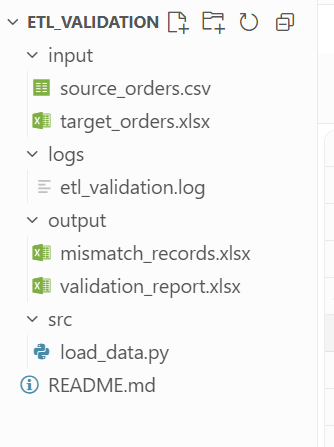 ETL_VALIDATION
input
source_orders.csv
target_orders.xlsx
logs
etl_validation.log
output
mismatch_records.xlsx
validation_report.xlsx
src
load_data.py
README.md